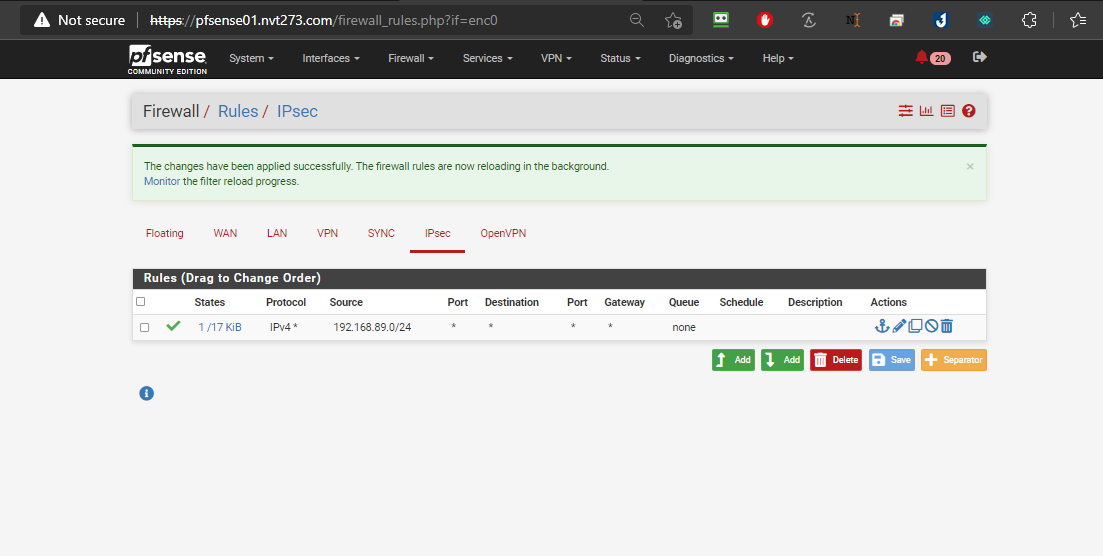 Not secure https://pfsense01.nvt273.com/firewall_rules.php?if=enc0
pfsense
COMMUNITY EDITION
System Interfaces Firewall Services VPN Status Diagnostics Help 20
Firewall / Rules / IPsec
The changes have been applied successfully. The firewall rules are now reloading in the background. ×
Monitor the filter reload progress.
Floating WAN LAN VPN SYNC IPsec OpenVPN
Rules (Drag to Change Order)
States Protocol Source Port Destination Port Gateway Queue Schedule Description Actions
1 /17 KiB IPv4 * 192.168.89.0/24 * * * * none
Add Add Delete Save Separator